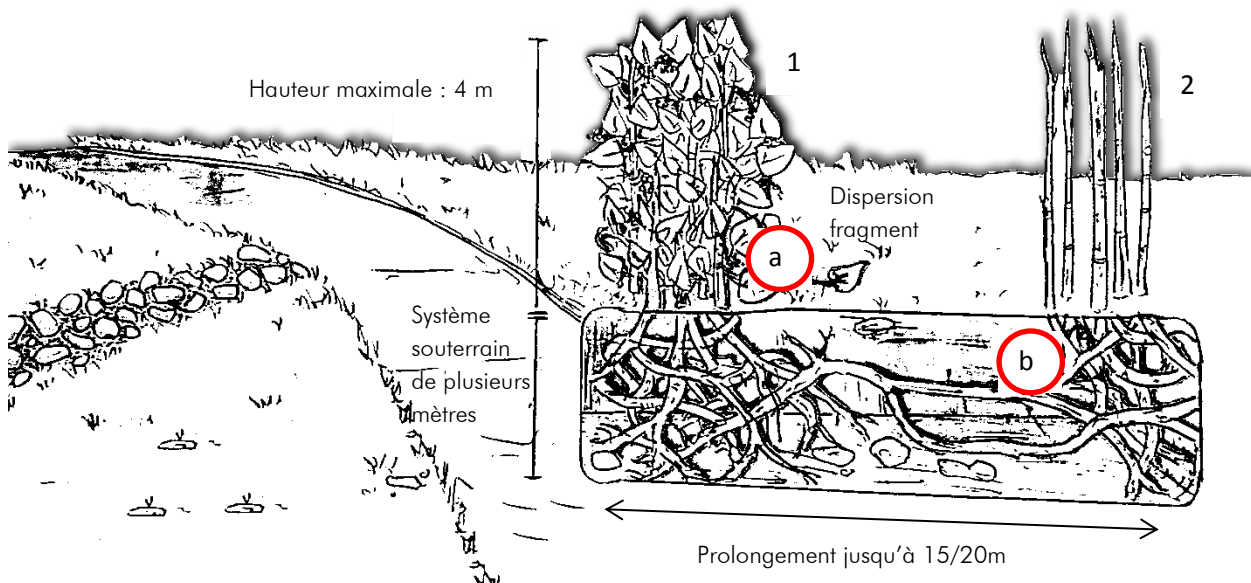 1
2
Hauteur maximale : 4 m
Dispersion
fragment
a
Système
souterrain
de plusieurs
mètres
b
Prolongement jusqu'à 15/20m